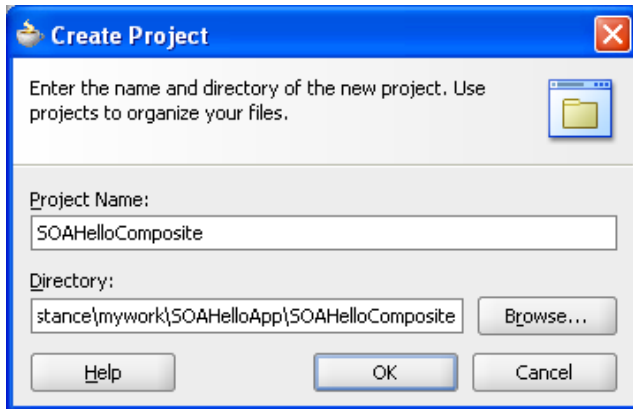 Create Project
Enter the name and directory of the new project. Use
projects to organize your files.
Project Name:
SOAHelloComposite
Directory:
stance\mywork\SOAHelloApp\SOAHelloComposite
Browse...
Help
OK
Cancel